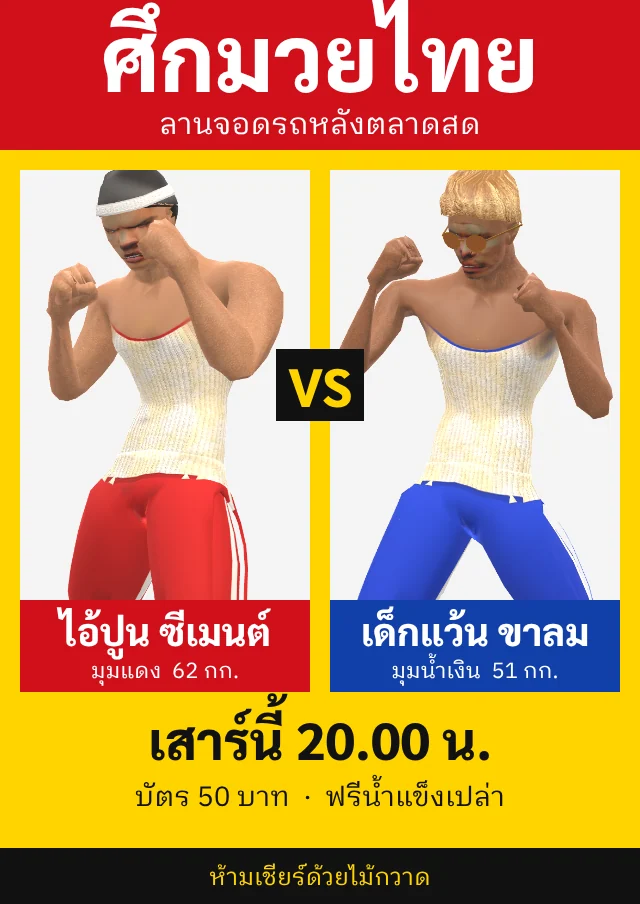 ศึกมวยไทย
ลานจอดรถหลังตลาดสด
VS
ไอ้ปูน ซีเมนต์
มุมแดง 62 กก.
เด็กแว้น ขาลม
มุมน้ำเงิน 51 กก.
เสาร์นี้ 20.00 น.
บัตร 50 บาท · ฟรีน้ำแข็งเปล่า
ห้ามเชียร์ด้วยไม้กวาด